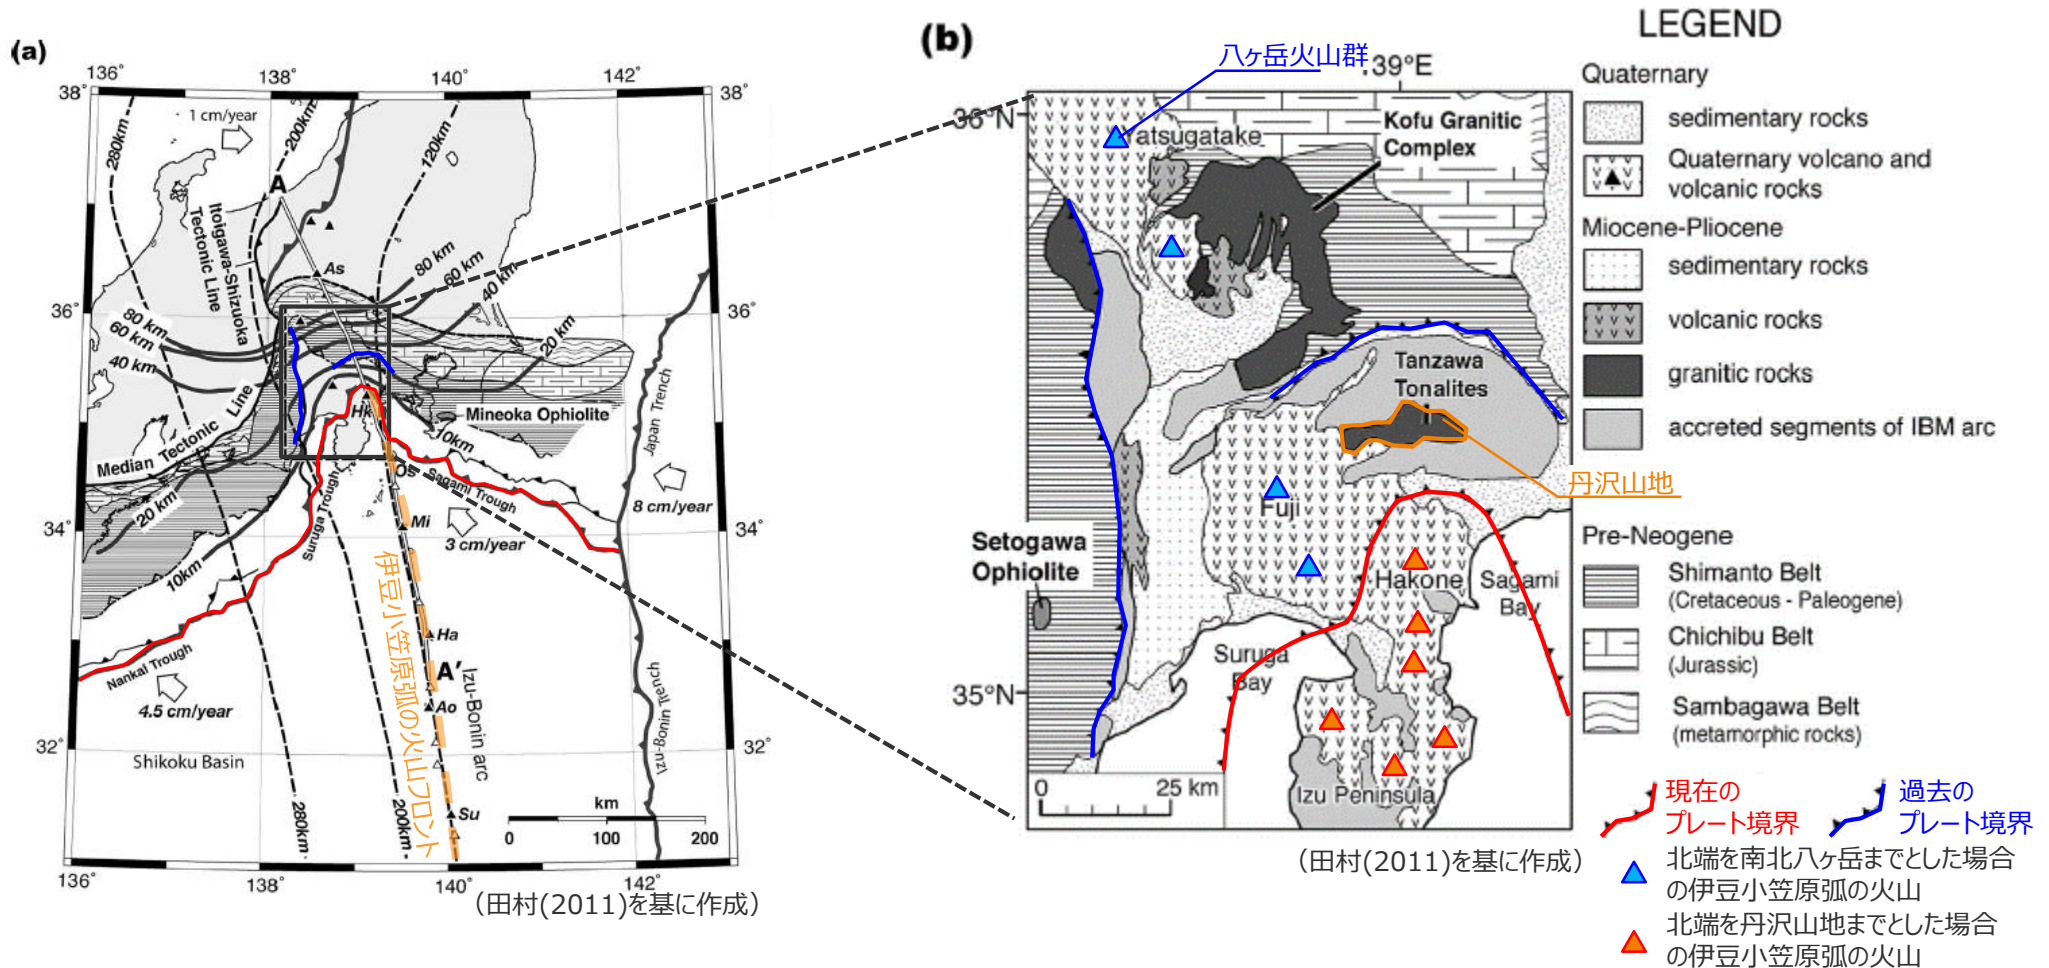 (a)
136°
138°
140°
142°
38°
38°
1 cm/year
280km
200km
120km
A
Itoigawa-Shizuoka
Tectonic Line
As
80 km
60 km
40 km
20 km
36°
36°
80 km
60 km
40 km
Median Tectonic Line
20 km
10km
Hk
Mineoka Ophiolite
10km
Os
Sagami Trough
Suruga Trough
Japan Trench
8 cm/year
34°
34°
Mi
3 cm/year
伊豆小笠原弧の火山フロント
Ha
A'
Ao
Izu-Bonin arc
Izu-Bonin Trench
Nankai Trough
4.5 cm/year
32°
32°
Shikoku Basin
280km
200km
Su
km
0 100 200
136°
138°
140°
142°
（田村(2011)を基に作成）
(b)
八ケ岳火山群
39°E
36°N
atsugatake
Kofu Granitic
Complex
Tanzawa
Tonalites
丹沢山地
Fuji
Setogawa
Ophiolite
Hakone
Sagami
Bay
Suruga
Bay
35°N
0 25 km
Izu Peninsula
（田村(2011)を基に作成）
LEGEND
Quaternary
sedimentary rocks
Quaternary volcano and
volcanic rocks
Miocene-Pliocene
sedimentary rocks
volcanic rocks
granitic rocks
accreted segments of IBM arc
Pre-Neogene
Shimanto Belt
(Cretaceous - Paleogene)
Chichibu Belt
(Jurassic)
Sambagawa Belt
(metamorphic rocks)
現在の
プレート境界
過去の
プレート境界
北端を南北八ケ岳までとした場合
の伊豆小笠原弧の火山
北端を丹沢山地までとした場合
の伊豆小笠原弧の火山